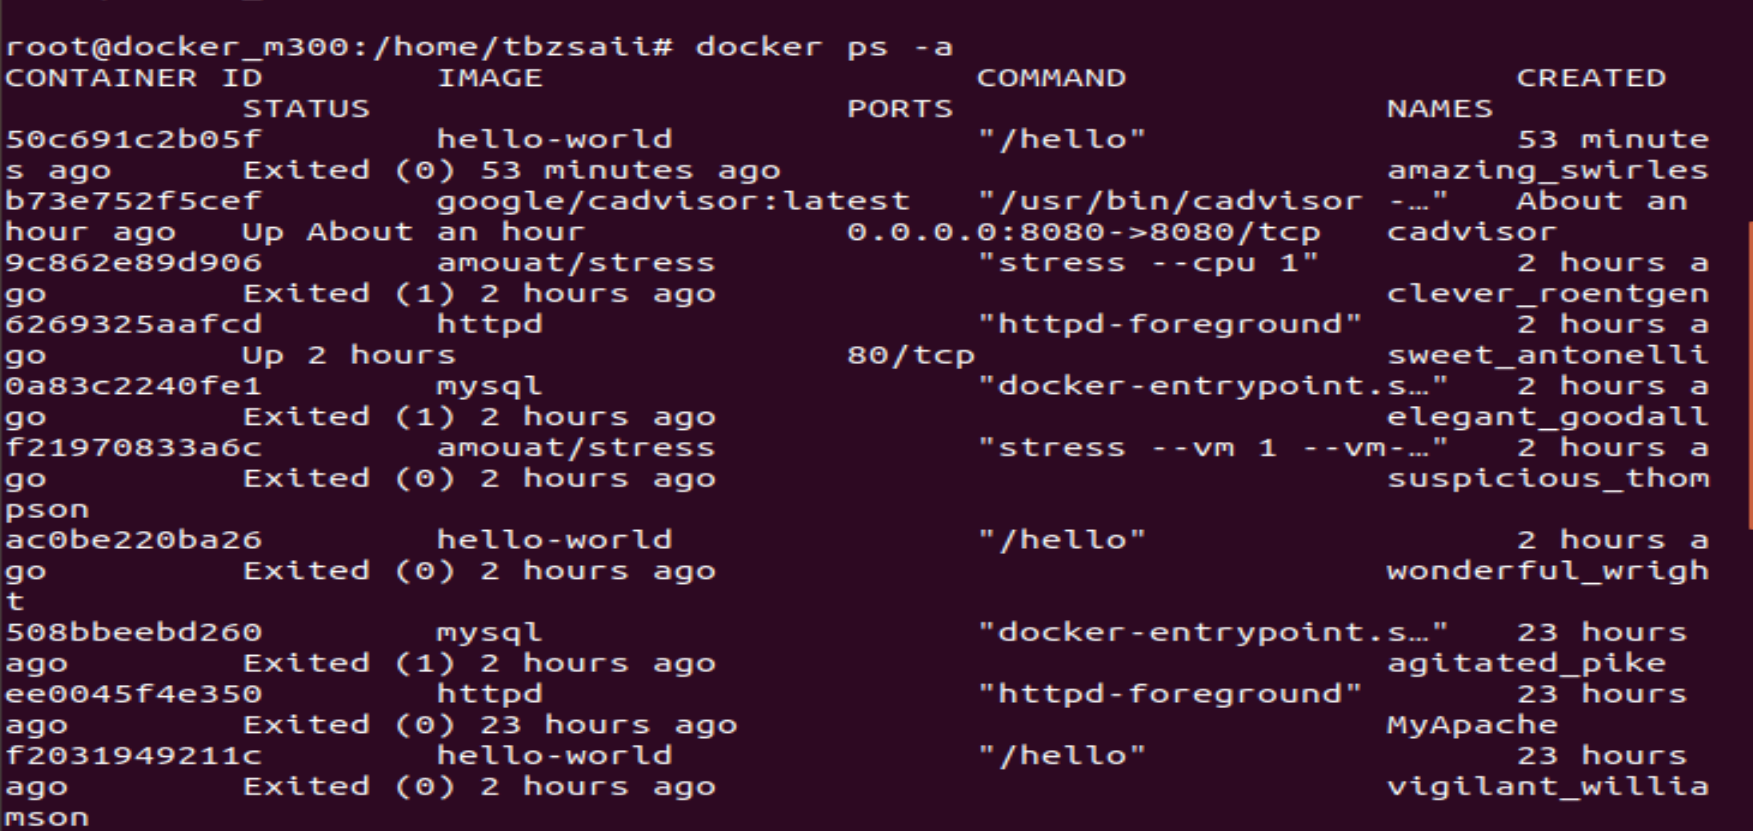 root@docker_m300:/home/tbzsaii# docker ps -a
CONTAINER ID        IMAGE                    COMMAND                  CREATED
           STATUS                      PORTS                    NAMES
50c691c2b05f        hello-world              "/hello"                 53 minute
s ago      Exited (0) 53 minutes ago                            amazing_swirles
b73e752f5cef        google/cadvisor:latest   "/usr/bin/cadvisor -…"   About an
hour ago   Up About an hour            0.0.0.0:8080->8080/tcp   cadvisor
9c862e89d906        amouat/stress            "stress --cpu 1"         2 hours a
go         Exited (1) 2 hours ago                               clever_roentgen
6269325aafcd        httpd                    "httpd-foreground"       2 hours a
go         Up 2 hours                  80/tcp                   sweet_antonelli
0a83c2240fe1        mysql                    "docker-entrypoint.s…"   2 hours a
go         Exited (1) 2 hours ago                               elegant_goodall
f21970833a6c        amouat/stress            "stress --vm 1 --vm-…"   2 hours a
go         Exited (0) 2 hours ago                               suspicious_thom
pson
ac0be220ba26        hello-world              "/hello"                 2 hours a
go         Exited (0) 2 hours ago                               wonderful_wrigh
t
508bbeebd260        mysql                    "docker-entrypoint.s…"   23 hours
ago        Exited (1) 2 hours ago                               agitated_pike
ee0045f4e350        httpd                    "httpd-foreground"       23 hours
ago        Exited (0) 23 hours ago                              MyApache
f2031949211c        hello-world              "/hello"                 23 hours
ago        Exited (0) 2 hours ago                               vigilant_willia
mson